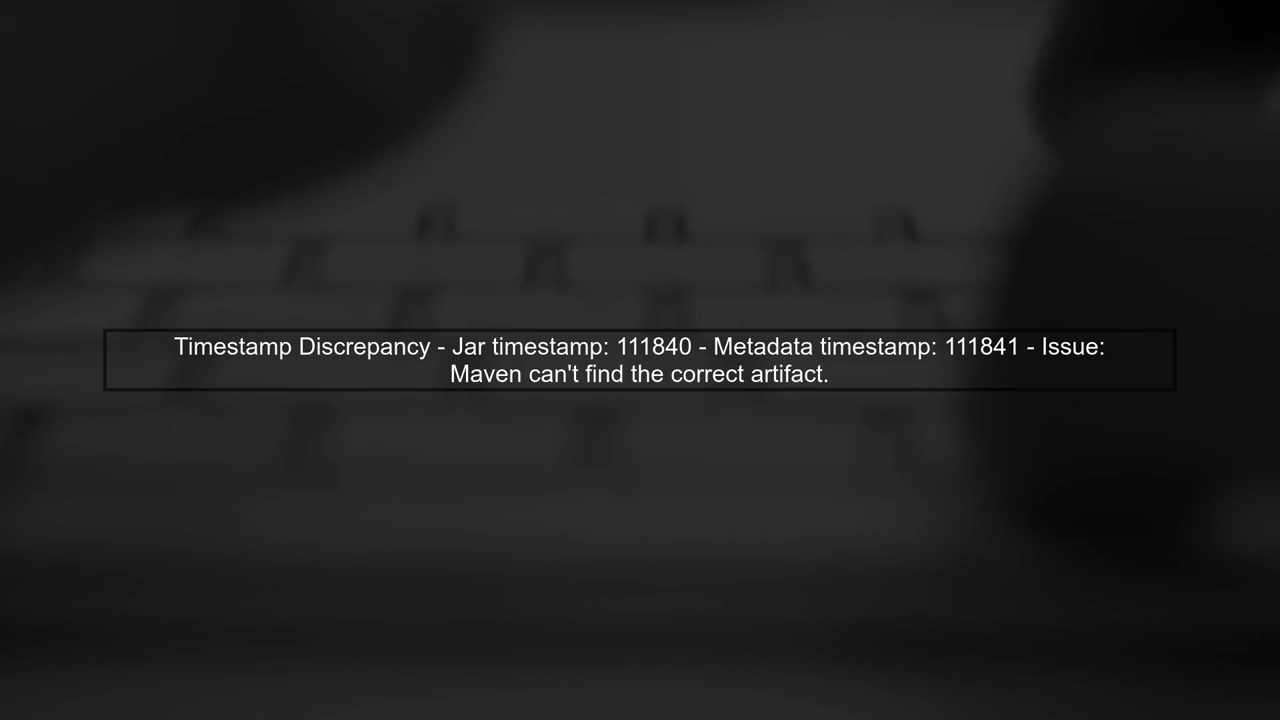 Timestamp Discrepancy - Jar timestamp: 111840 - Metadata timestamp: 111841 - Issue:
Maven can't find the correct artifact.